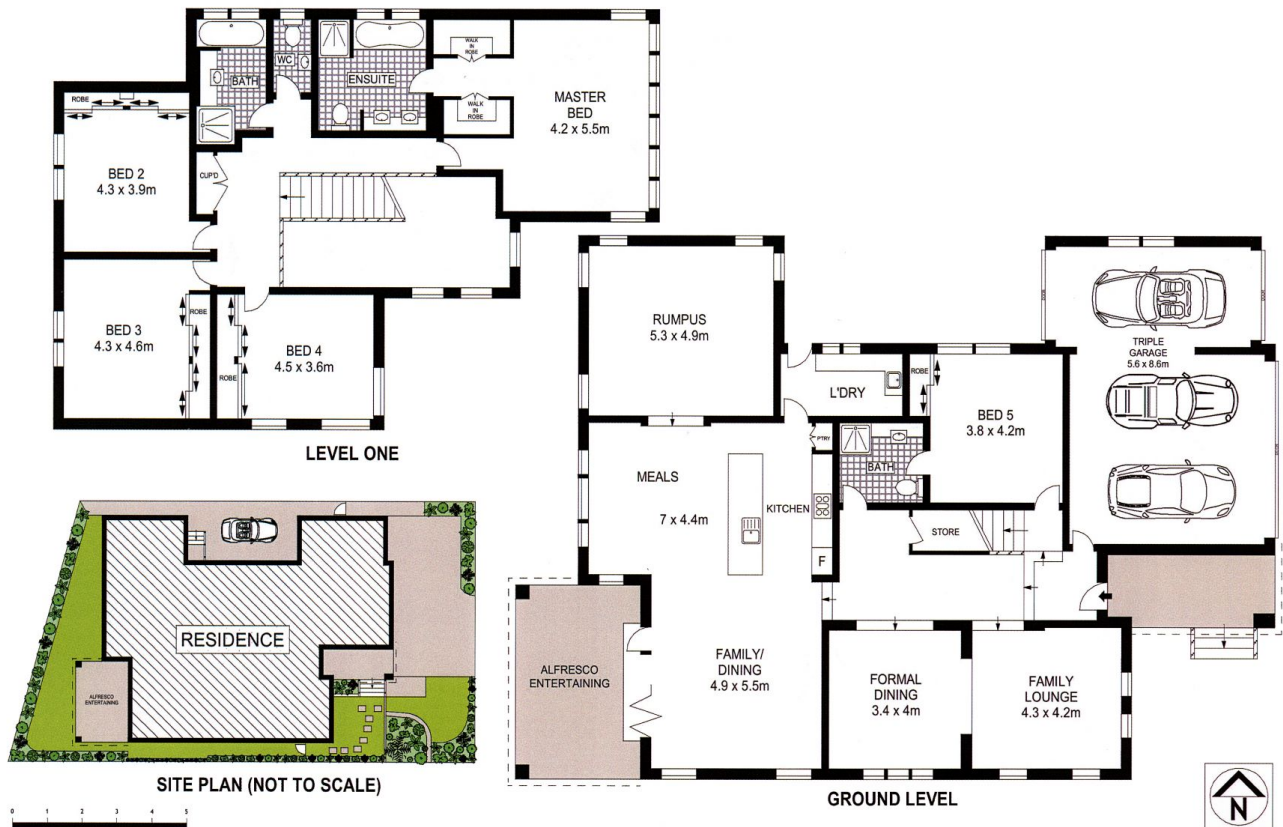 WALK
IN
ROBE
WC
BATH
ENSUITE
ROBE
WALK
IN
ROBE
MASTER
BED
4.2 x 5.5m
BED 2
4.3 x 3.9m
CUP'D
BED 3
4.3 x 4.6m
ROBE
ROBE
BED 4
4.5 x 3.6m
LEVEL ONE
RUMPUS
5.3 x 4.9m
TRIPLE
GARAGE
5.6 x 8.6m
L'DRY
ROBE
BED 5
3.8 x 4.2m
PTRY
BATH
MEALS
7 x 4.4m
KITCHEN
STORE
F
ALFRESCO
ENTERTAINING
FAMILY/
DINING
4.9 x 5.5m
FORMAL
DINING
3.4 x 4m
FAMILY
LOUNGE
4.3 x 4.2m
GROUND LEVEL
RESIDENCE
ALFRESCO
ENTERTAINING
SITE PLAN (NOT TO SCALE)
0 1 2 3 4 5
N